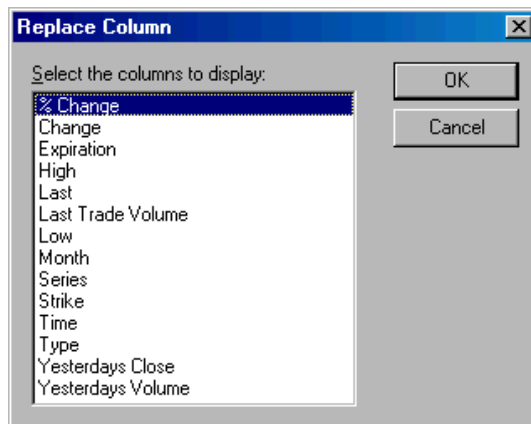 Replace Column
Select the columns to display:
OK
% Change
Change
Cancel
Expiration
High
Last
Last Trade Volume
Low
Month
Series
Strike
Time
Type
Yesterdays Close
Yesterdays Volume